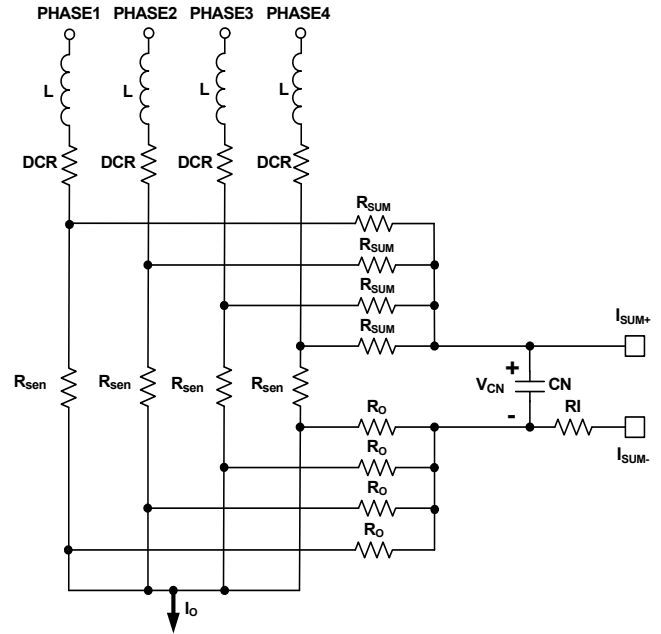 PHASE1 PHASE2 PHASE3 PHASE4
L L L L
DCR DCR DCR DCR
RSUM
RSUM
RSUM
RSUM
ISUM+
Rsen Rsen Rsen Rsen
+
VCN CN
-
RI
RO
RO
RO
RO
ISUM-
IO